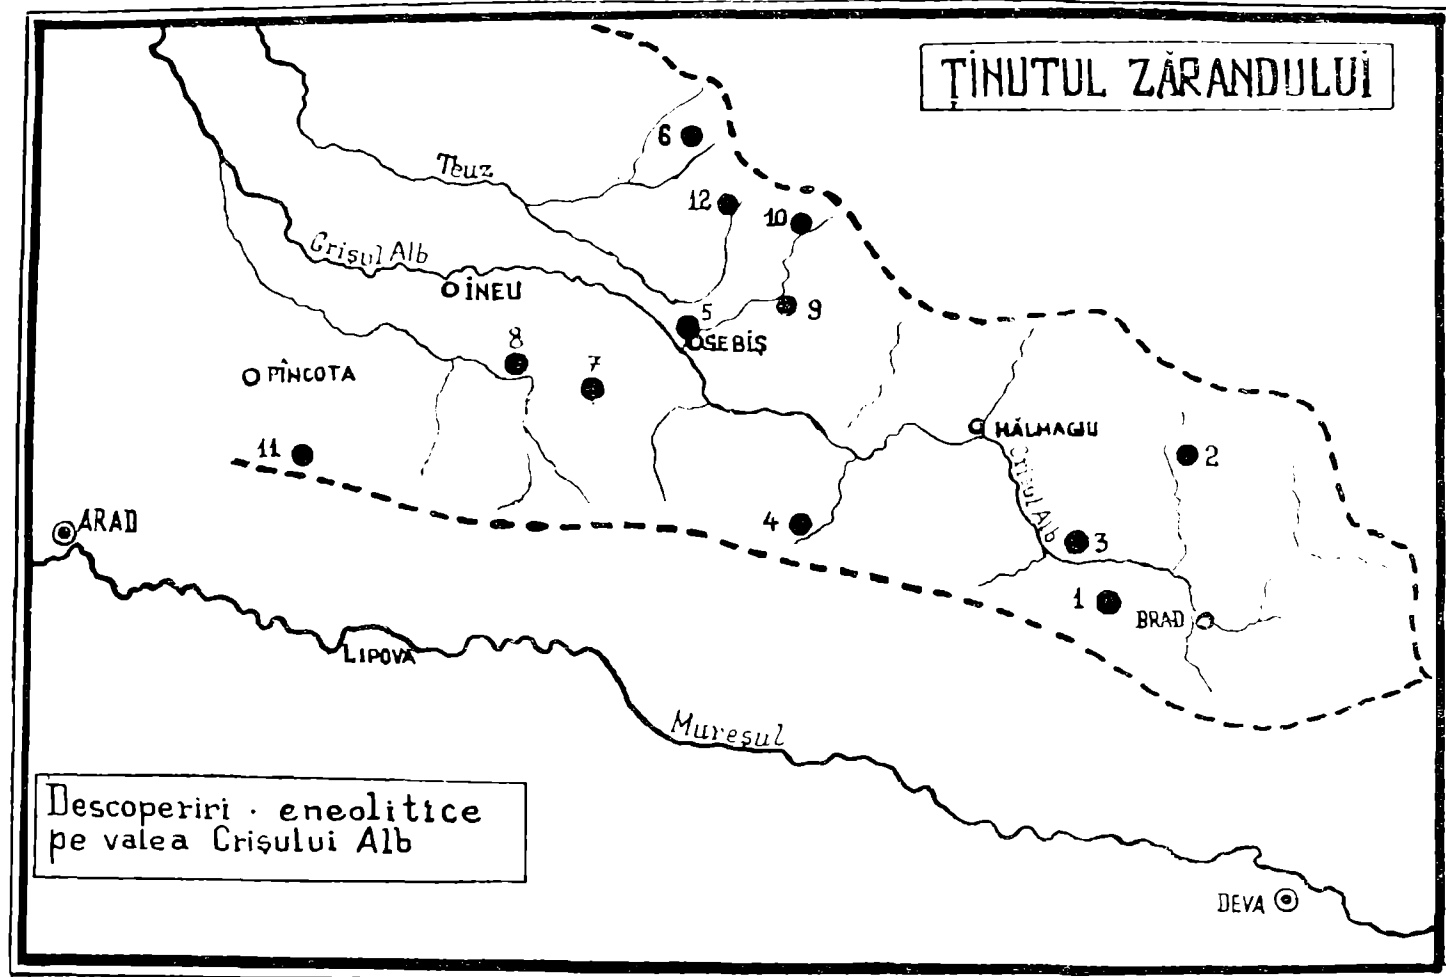 ȚINUTUL ZĂRANDULUI
6
Teuz
12
10
Crișul Alb
ÎNEU
5
9
SEBIȘ
8
7
PÎNCOTA
HĂLMAGIU
11
2
Crișul Alb
4
3
ARAD
1
BRAD
LIPOVA
Mureșul
Descoperiri · eneolitice
pe valea Crișului Alb
DEVA